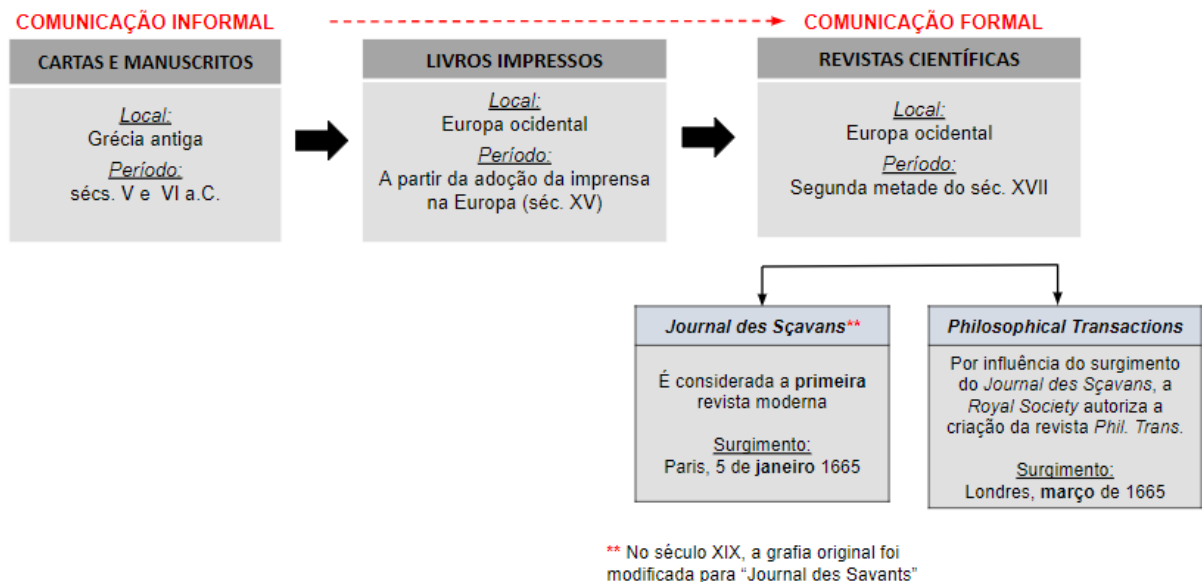 COMUNICAÇÃO INFORMAL
COMUNICAÇÃO FORMAL
CARTAS E MANUSCRITOS
Local:
Grécia antiga
Período:
sécs. V e VI a.C.
LIVROS IMPRESSOS
Local:
Europa ocidental
Período:
A partir da adoção da imprensa
na Europa (séc. XV)
REVISTAS CIENTÍFICAS
Local:
Europa ocidental
Período:
Segunda metade do séc. XVII
Journal des Sçavans**
É considerada a primeira
revista moderna
Surgimento:
Paris, 5 de janeiro 1665
Philosophical Transactions
Por influência do surgimento
do Journal des Sçavans, a
Royal Society autoriza a
criação da revista Phil. Trans.
Surgimento:
Londres, março de 1665
** No século XIX, a grafia original foi
modificada para “Journal des Savants”